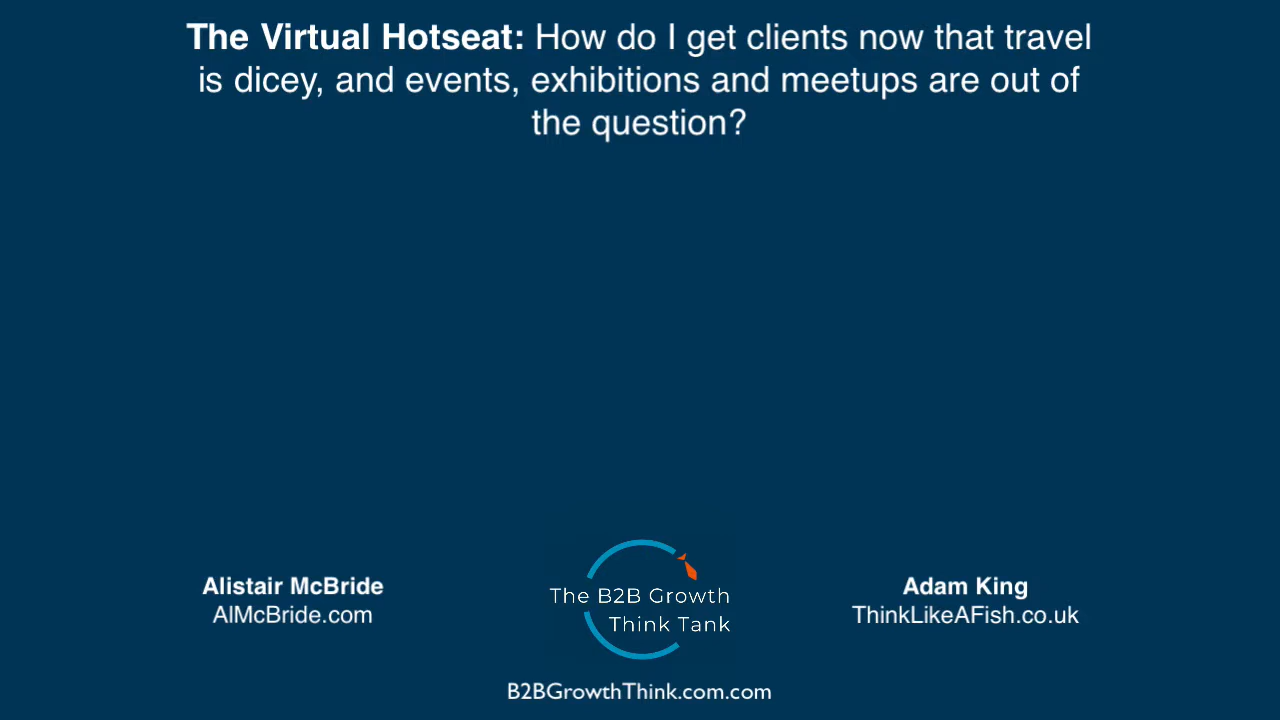 The Virtual Hotseat: How do I get clients now that travel
is dicey, and events, exhibitions and meetups are out of
the question?
Alistair McBride
AlMcBride.com
The B2B Growth
Think Tank
Adam King
ThinkLikeAFish.co.uk
B2BGrowthThink.com.com